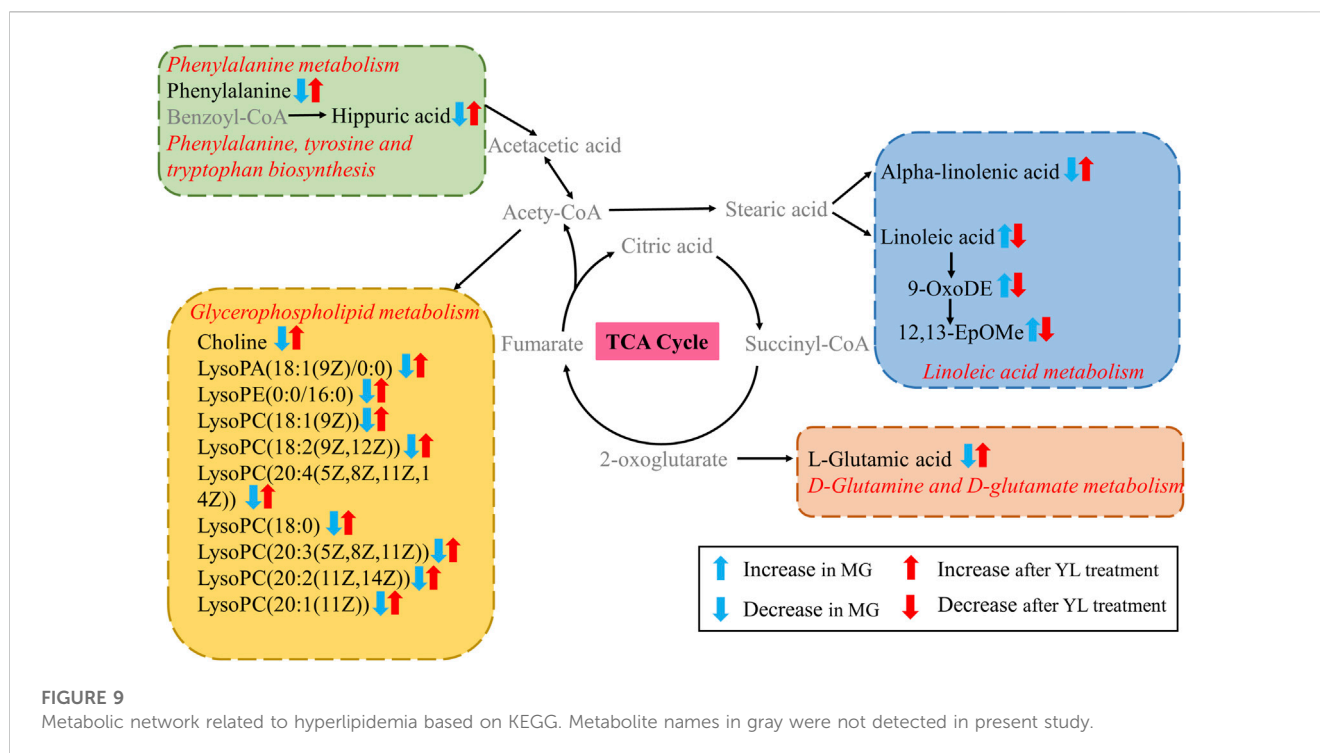 Phenylalanine metabolism
Phenylalanine
Benzoyl-CoA
Hippuric acid
Phenylalanine, tyrosine and
tryptophan biosynthesis
Acetacetic acid
Acety-CoA
Stearic acid
Alpha-linolenic acid
Linoleic acid
9-OxoDE
12,13-EpOMe
Linoleic acid metabolism
Citric acid
Fumarate
TCA Cycle
Succinyl-CoA
2-oxoglutarate
Glycerophospholipid metabolism
Choline
LysoPA(18:1(9Z)/0:0)
LysoPE(0:0/16:0)
LysoPC(18:1(9Z))
LysoPC(18:2(9Z,12Z))
LysoPC(20:4(5Z,8Z,11Z,1
4Z))
LysoPC(18:0)
LysoPC(20:3(5Z,8Z,11Z))
LysoPC(20:2(11Z,14Z))
LysoPC(20:1(11Z))
L-Glutamic acid
D-Glutamine and D-glutamate metabolism
Increase in MG
Increase after YL treatment
Decrease in MG
Decrease after YL treatment
FIGURE 9
Metabolic network related to hyperlipidemia based on KEGG. Metabolite names in gray were not detected in present study.